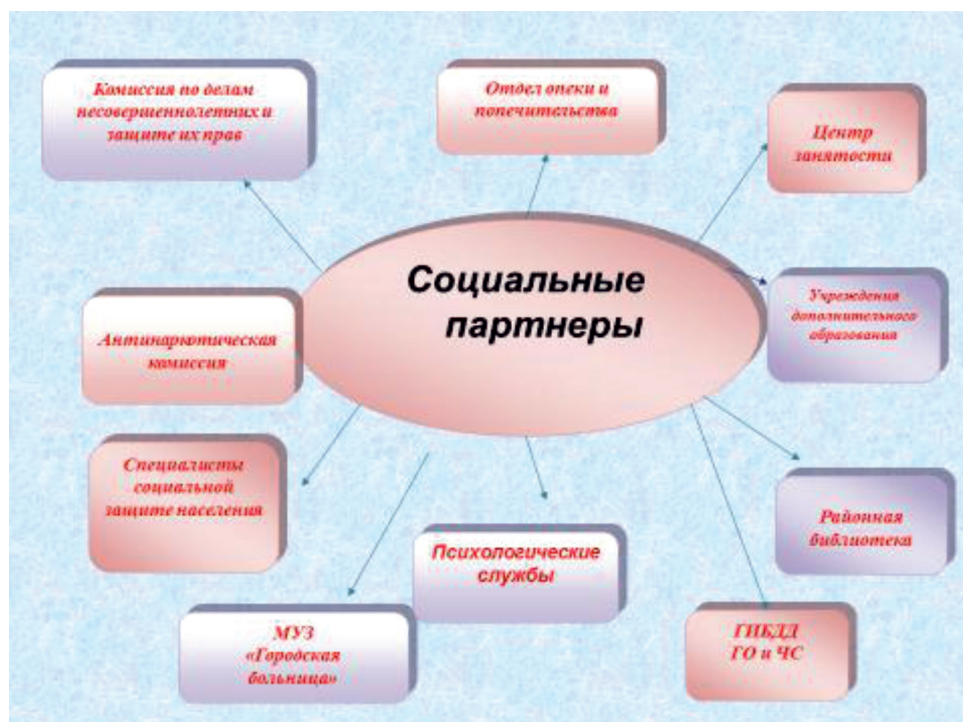 Комиссия по делам
несовершеннолетних и
защите их прав
Отдел опеки и
попечительства
Центр
занятости
Социальные
партнеры
Учреждения
дополнительного
образования
Антинаркотическая
комиссия
Специалисты
социальной
защите населения
Районная
библиотека
Психологические
службы
МУЗ
«Городская
больница»
ГИБДД
ГО и ЧС